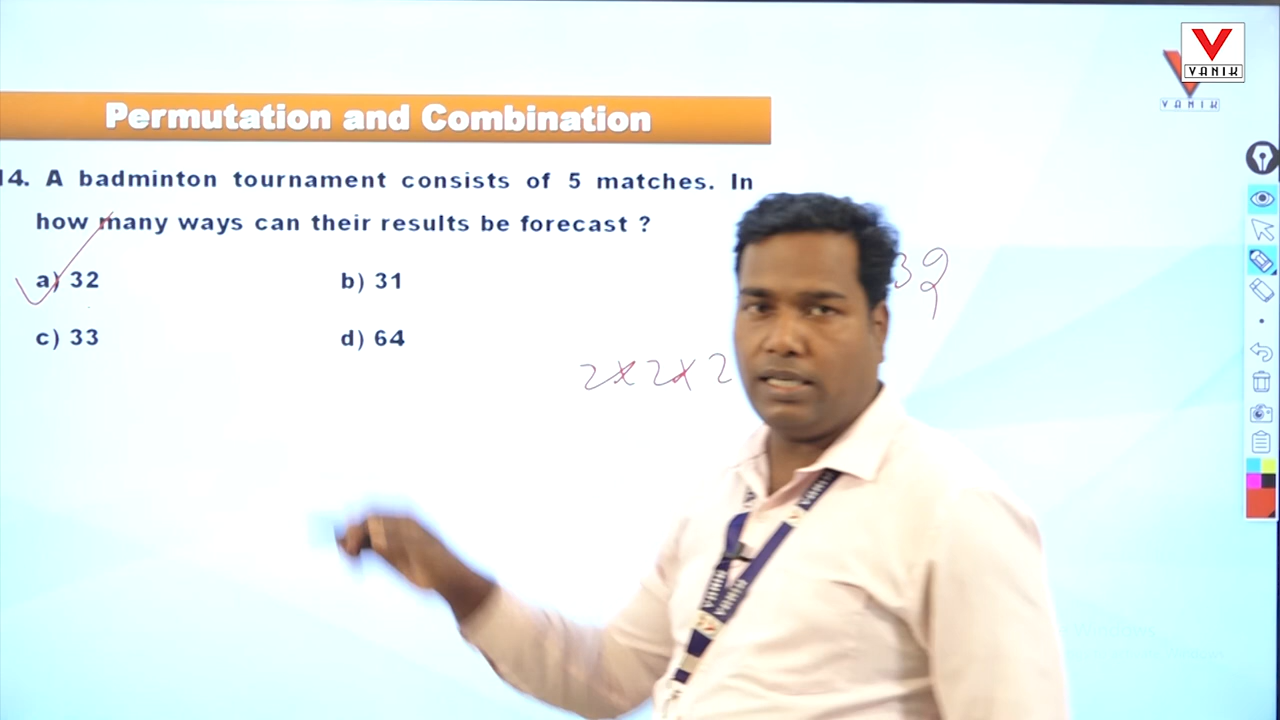 VANIK
VANIK
Permutation and Combination
14. A badminton tournament consists of 5 matches. In
how many ways can their results be forecast ?
a) 32 b) 31
c) 33 d) 64
32
2 x 2 x 2